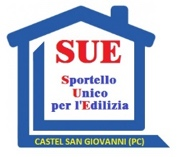 SUE
Sportello
Unico
per l'Edilizia
CASTEL SAN GIOVANNI (PC)